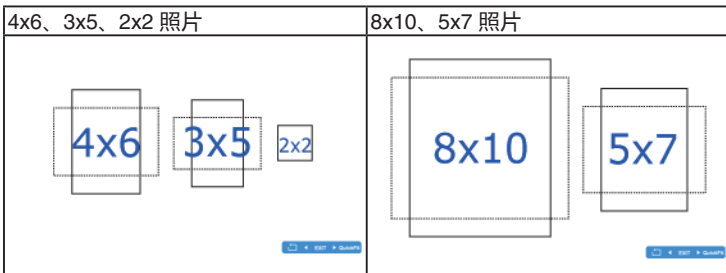 4x6、3x5、2x2 照片
8x10、5x7 照片
4x6
3x5
2x2
8x10
5x7
EXIT QuickFit
EXIT QuickFit